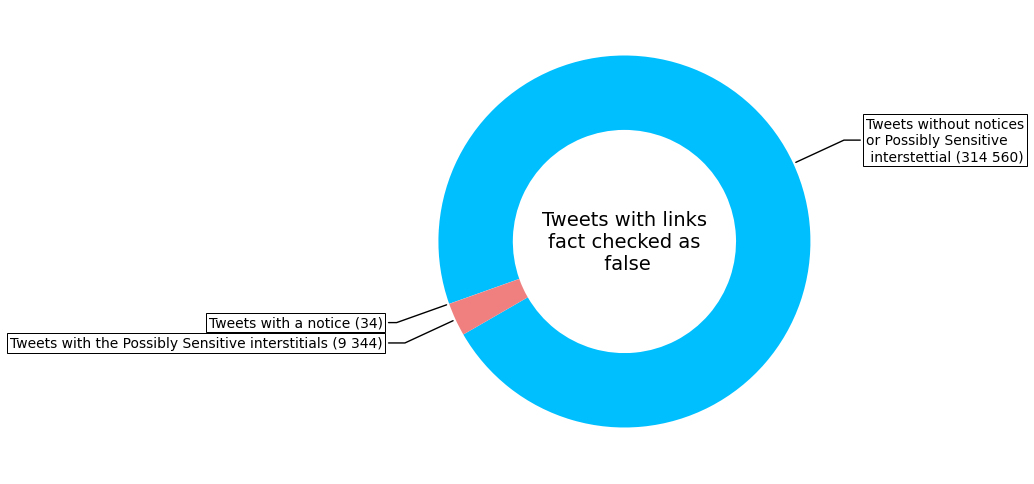 Tweets without notices
or Possibly Sensitive
interstettial (314 560)
Tweets with links
fact checked as
false
Tweets with a notice (34)
Tweets with the Possibly Sensitive interstitials (9 344)